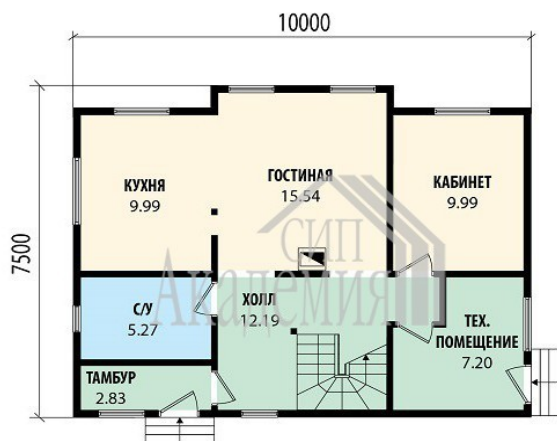 10000
7500
КУХНЯ
9.99
ГОСТИНАЯ
15.54
КАБИНЕТ
9.99
СИП
Академия
С/У
5.27
ХОЛЛ
12.19
ТЕХ.
ПОМЕЩЕНИЕ
7.20
ТАМБУР
2.83